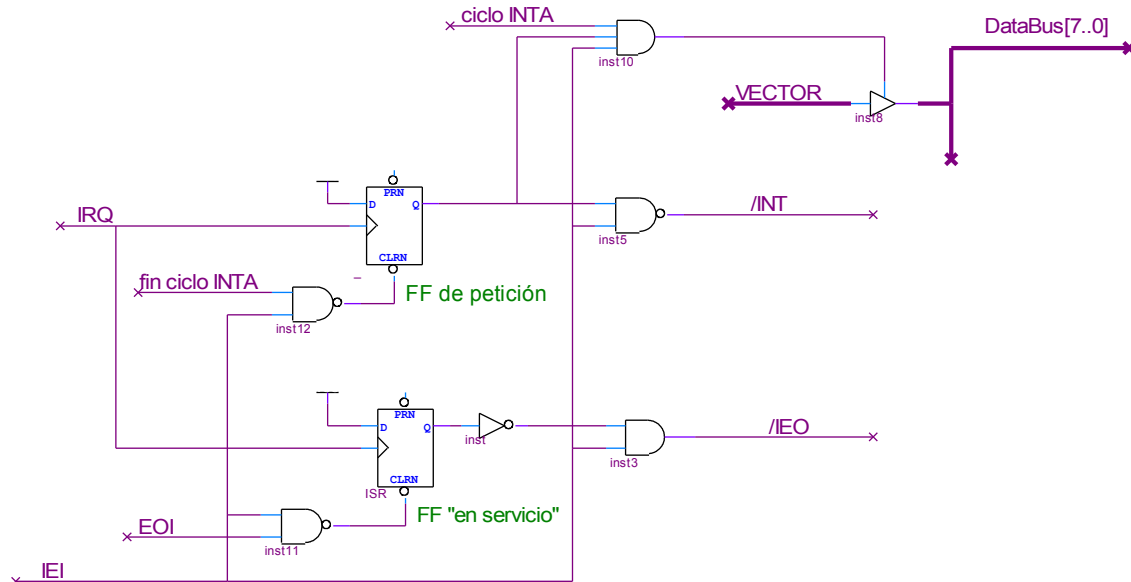 ciclo INTA
DataBus[7..0]
inst10
VECTOR
inst8
PRN
D
Q
IRQ
/INT
inst5
CLRN
fin ciclo INTA
FF de petición
inst12
PRN
D
Q
inst
/IEO
inst3
CLRN
ISR
FF "en servicio"
EOI
inst11
IEI